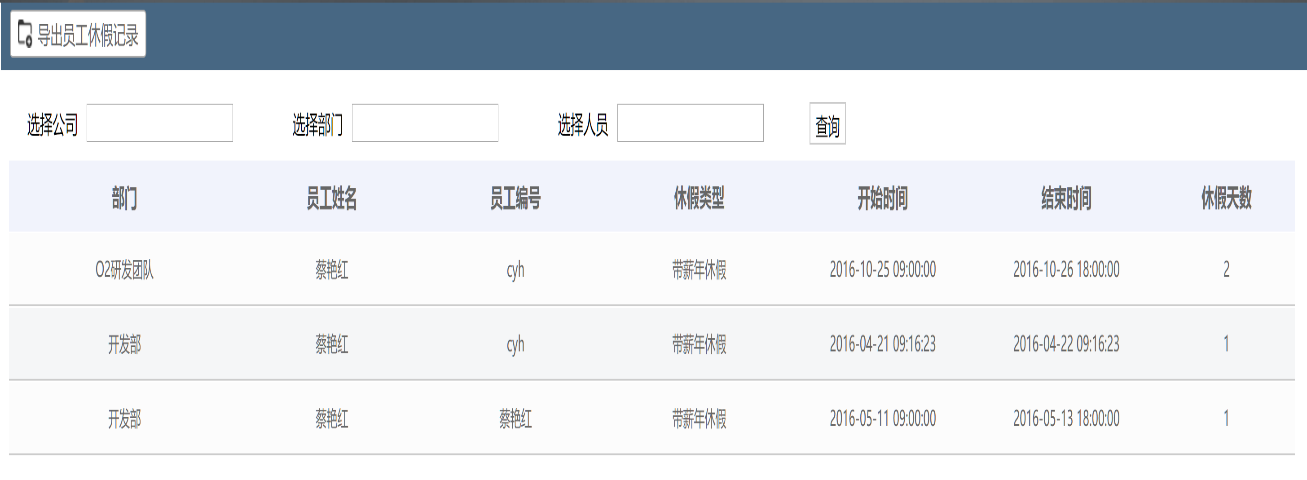 导出员工休假记录
选择公司 选择部门 选择人员 查询
部门 员工姓名 员工编号 休假类型 开始时间 结束时间 休假天数
O2研发团队 蔡艳红 cyh 带薪年休假 2016-10-25 09:00:00 2016-10-26 18:00:00 2
开发部 蔡艳红 cyh 带薪年休假 2016-04-21 09:16:23 2016-04-22 09:16:23 1
开发部 蔡艳红 蔡艳红 带薪年休假 2016-05-11 09:00:00 2016-05-13 18:00:00 1